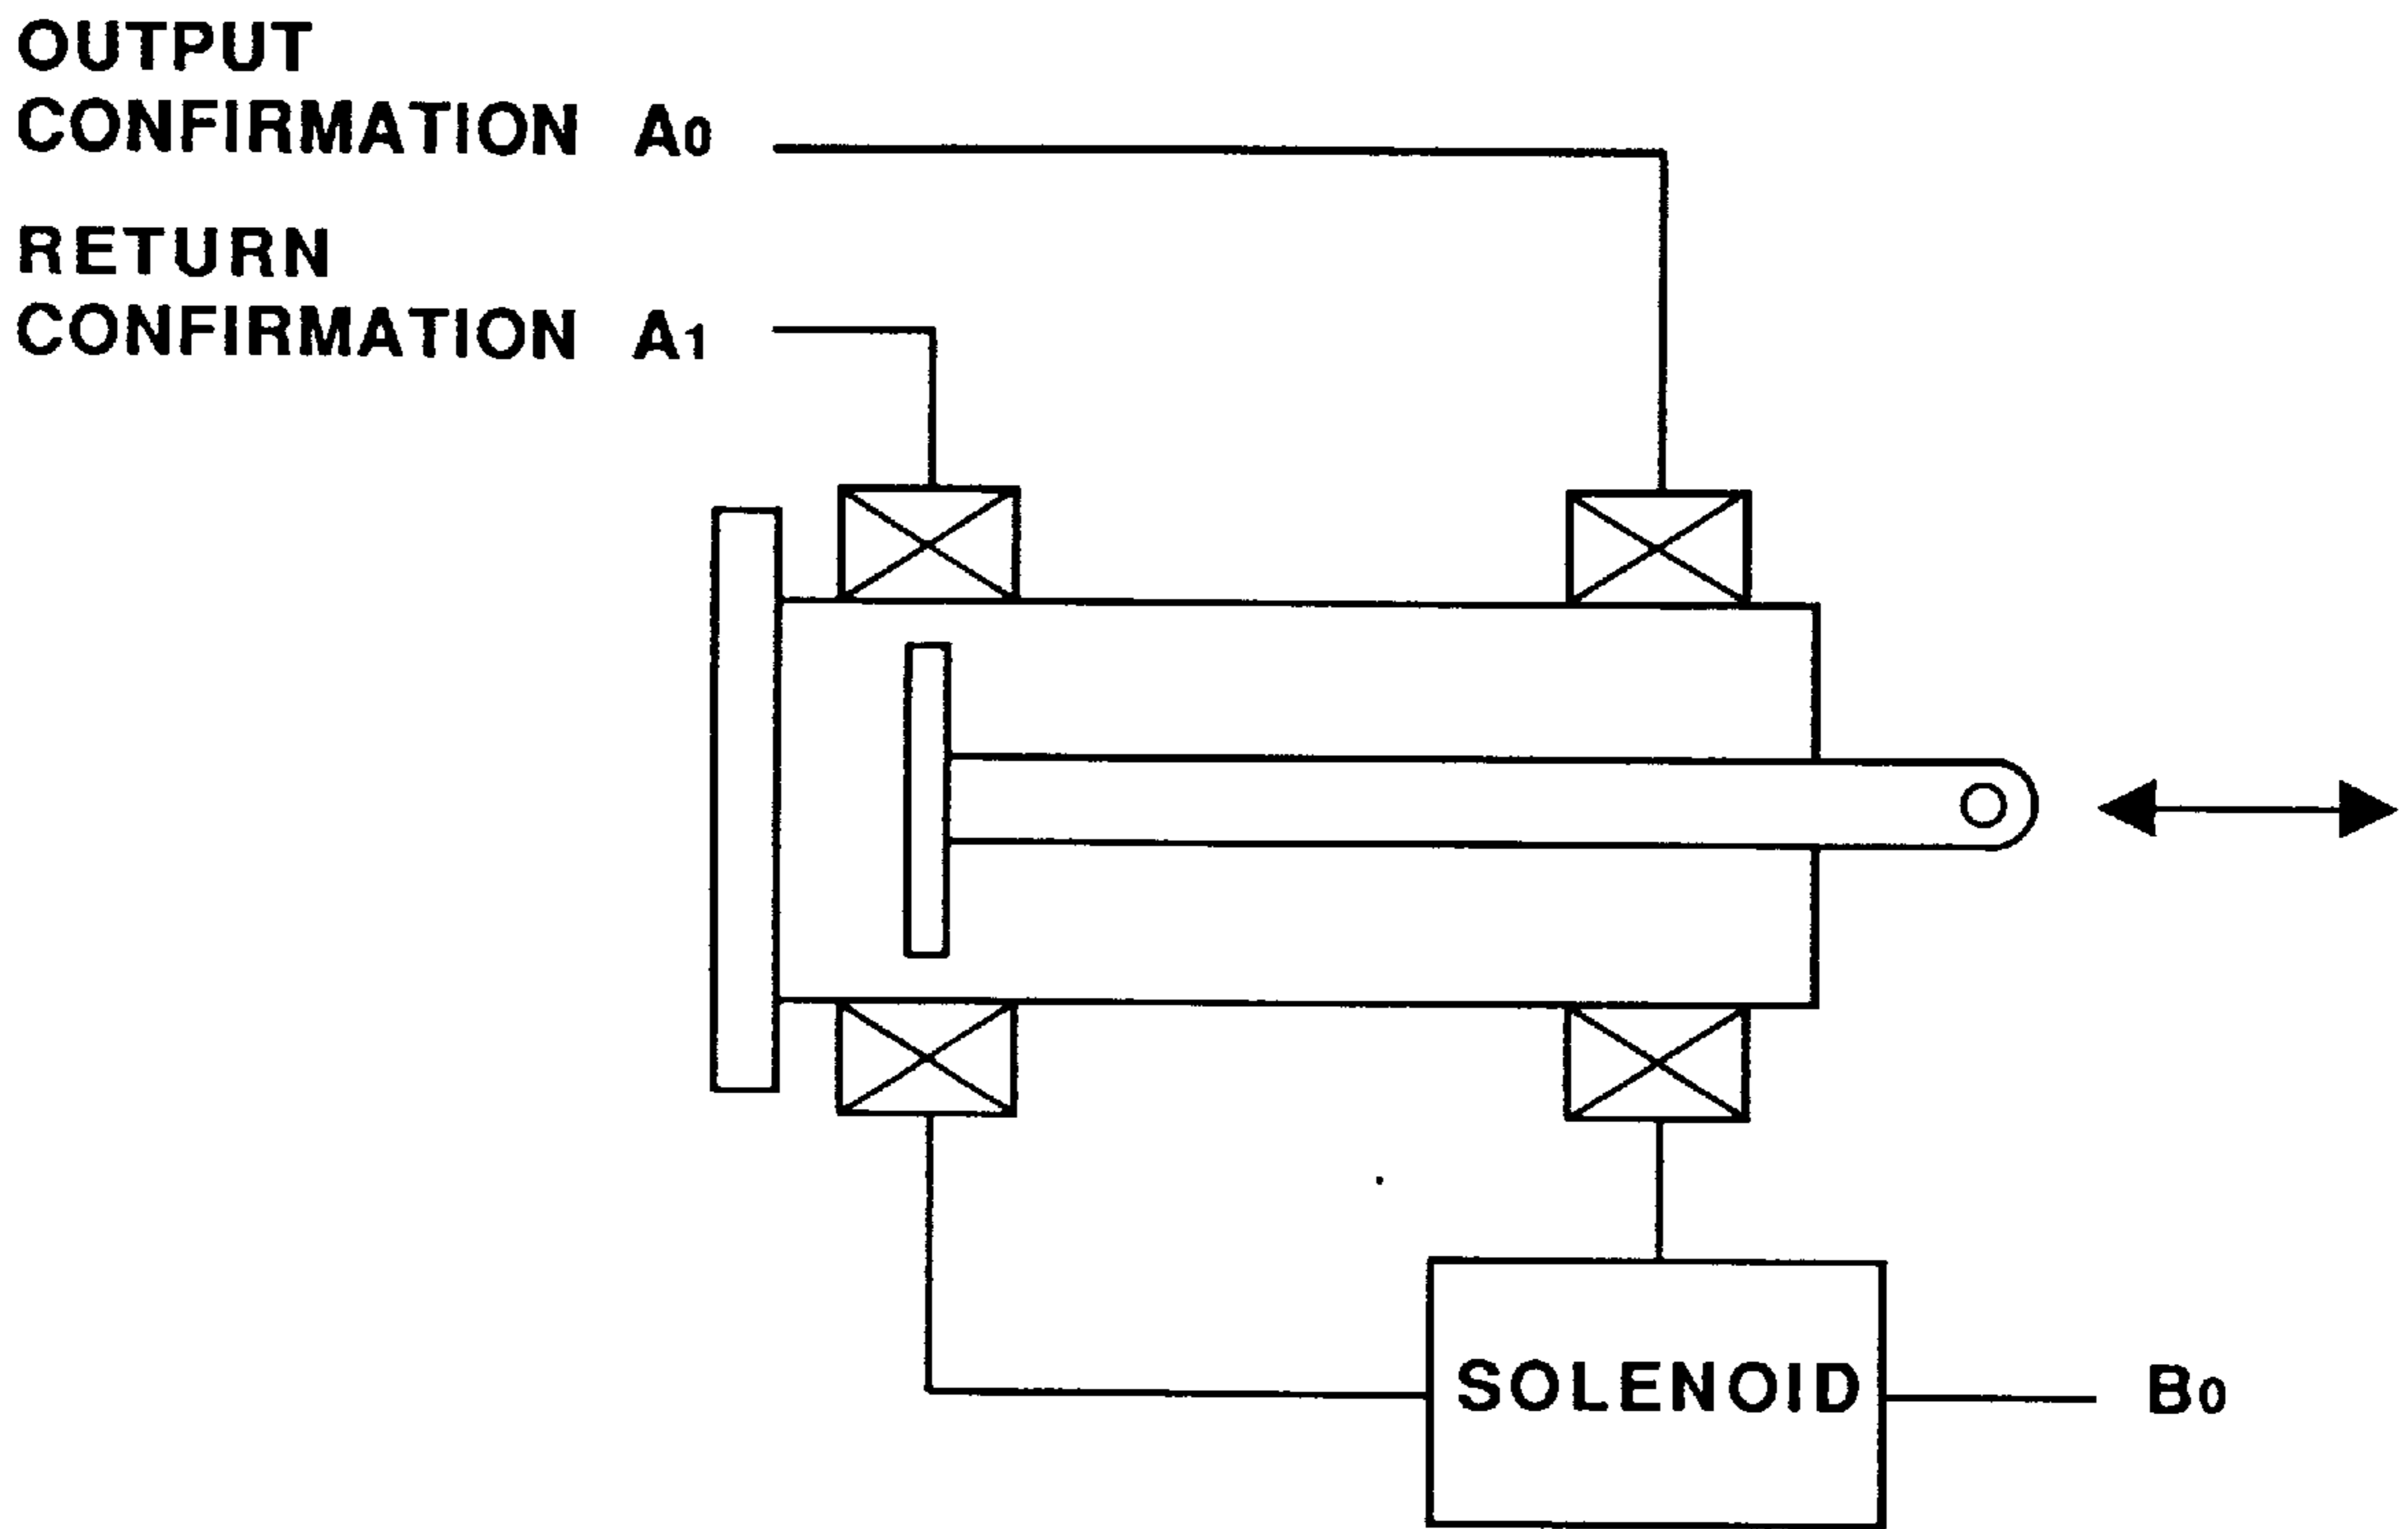 OUTPUT
CONFIRMATION A0
RETURN
CONFIRMATION A1
SOLENOID
B0